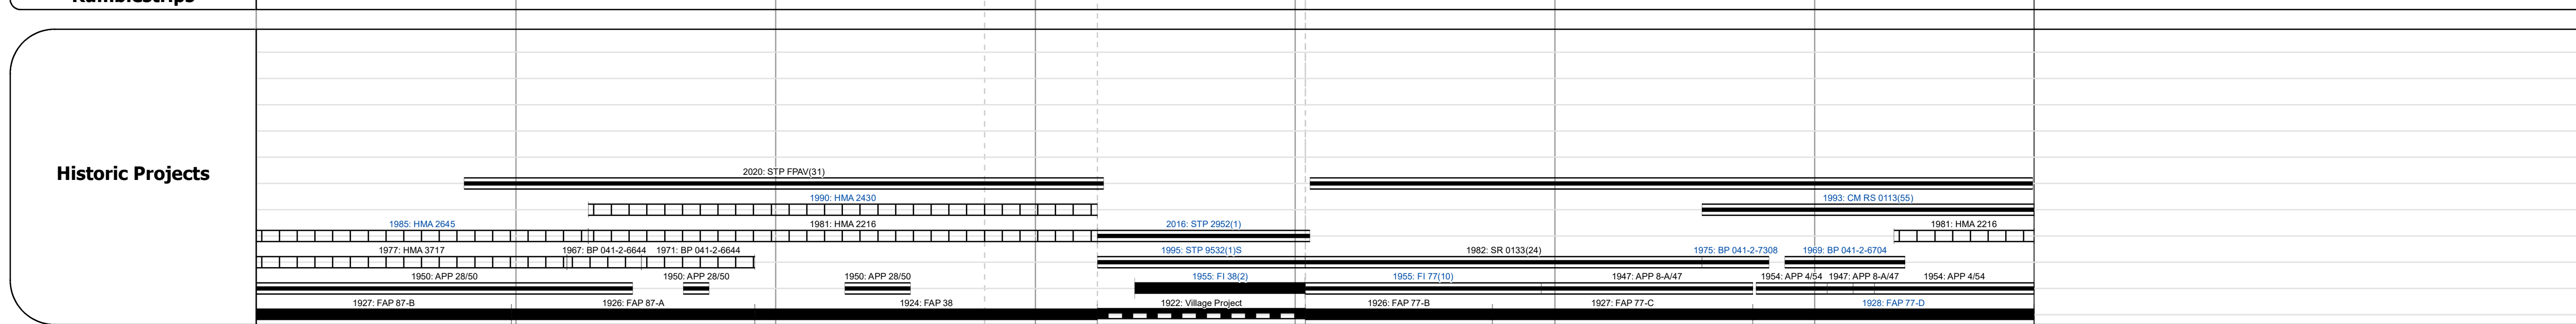 Rumblestrips
Historic Projects
2020: STP FPAV(31)
1990: HMA 2430
1993: CM RS 0113(55)
1985: HMA 2645
1981: HMA 2216
2016: STP 2952(1)
1981: HMA 2216
1977: HMA 3717
1967: BP 041-2-6644
1971: BP 041-2-6644
1995: STP 9532(1)S
1982: SR 0133(24)
1975: BP 041-2-7308
1969: BP 041-2-6704
1950: APP 28/50
1950: APP 28/50
1950: APP 28/50
1955: FI 38(2)
1955: FI 77(10)
1947: APP 8-A/47
1954: APP 4/54
1947: APP 8-A/47
1954: APP 4/54
1927: FAP 87-B
1926: FAP 87-A
1924: FAP 38
1922: Village Project
1926: FAP 77-B
1927: FAP 77-C
1928: FAP 77-D